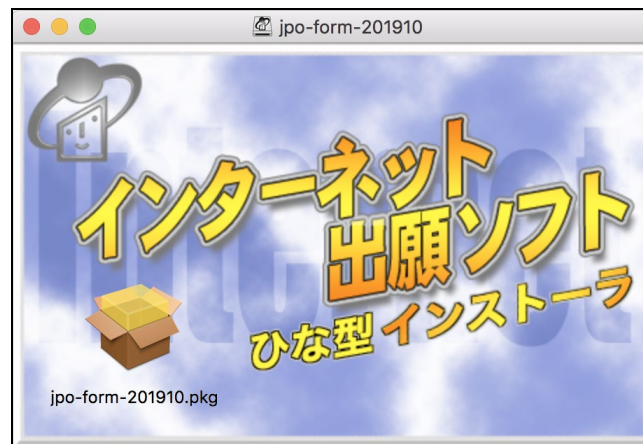 jpo-form-201910
Internet
インターネット
出願ソフト
ひな型 インストーラ
jpo-form-201910.pkg